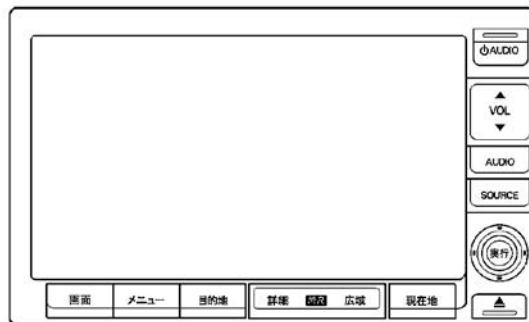 ⏻AUDIO
▲
VOL
▼
AUDIO
SOURCE
実行
画面 メニュー 目的地 詳細 広域 現在地